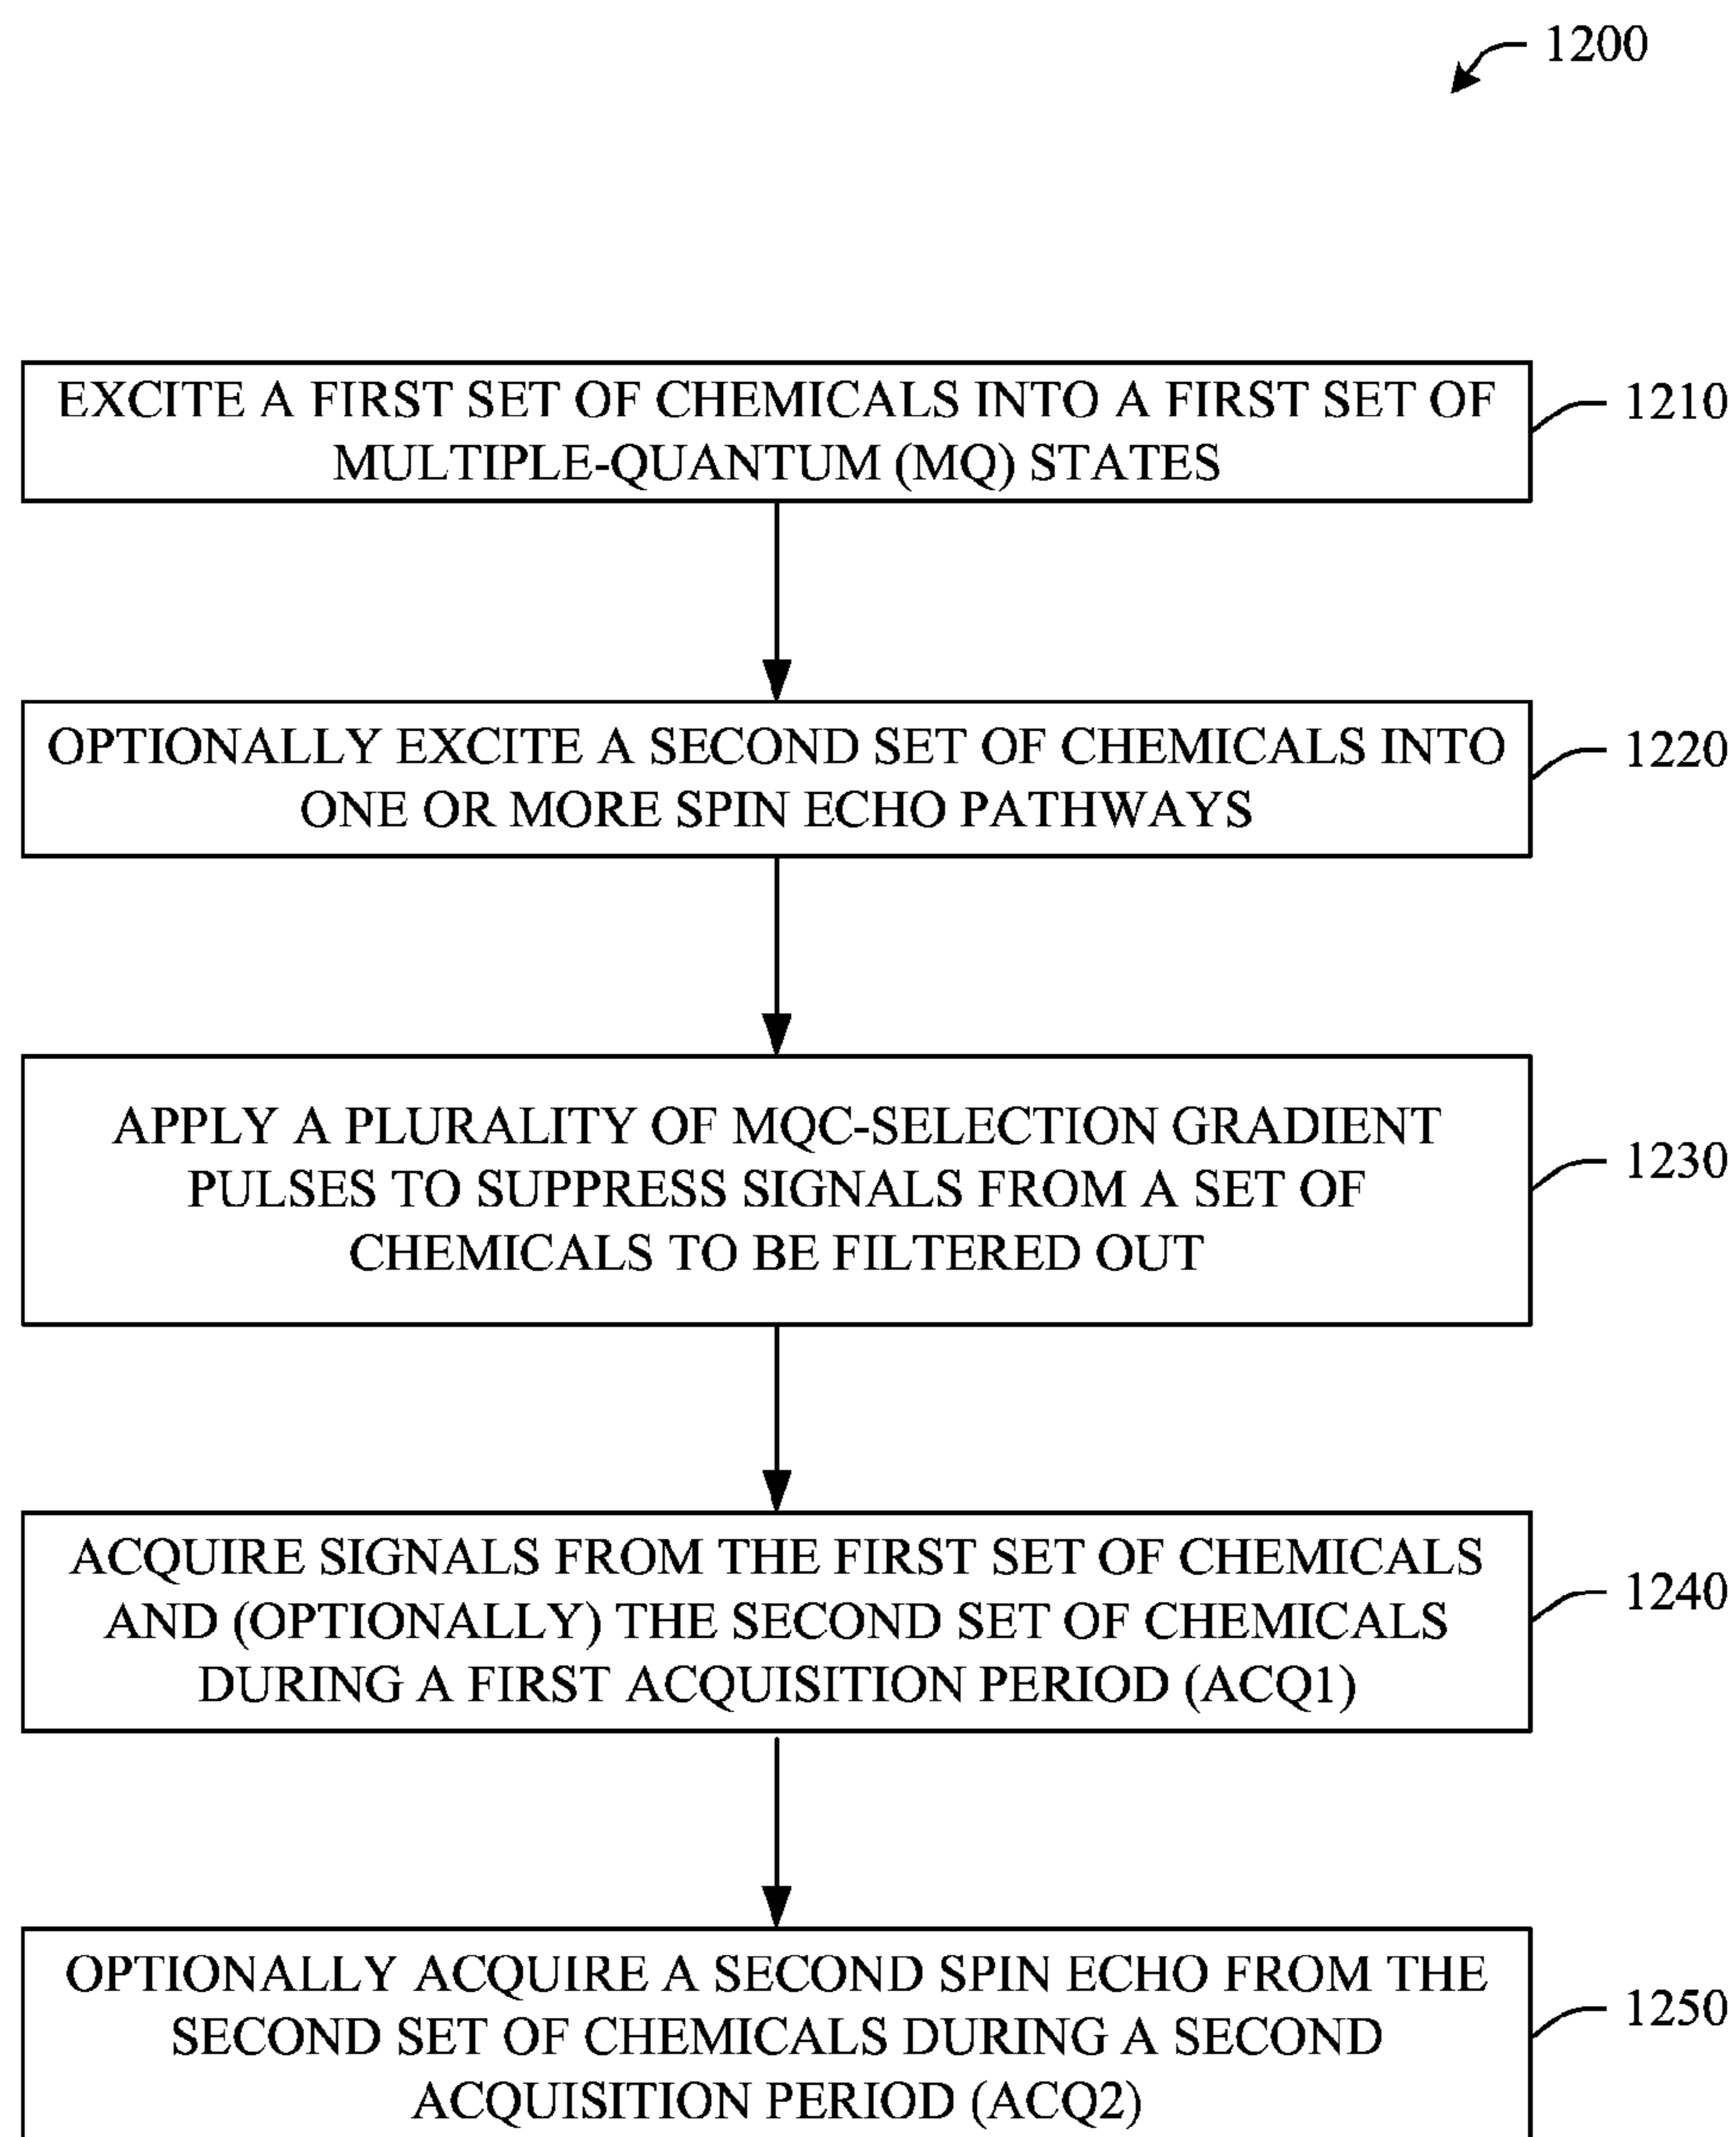 1200
EXCITE A FIRST SET OF CHEMICALS INTO A FIRST SET OF
MULTIPLE-QUANTUM (MQ) STATES
1210
OPTIONALLY EXCITE A SECOND SET OF CHEMICALS INTO
ONE OR MORE SPIN ECHO PATHWAYS
1220
APPLY A PLURALITY OF MQC-SELECTION GRADIENT
PULSES TO SUPPRESS SIGNALS FROM A SET OF
CHEMICALS TO BE FILTERED OUT
1230
ACQUIRE SIGNALS FROM THE FIRST SET OF CHEMICALS
AND (OPTIONALLY) THE SECOND SET OF CHEMICALS
DURING A FIRST ACQUISITION PERIOD (ACQ1)
1240
OPTIONALLY ACQUIRE A SECOND SPIN ECHO FROM THE
SECOND SET OF CHEMICALS DURING A SECOND
ACQUISITION PERIOD (ACQ2)
1250